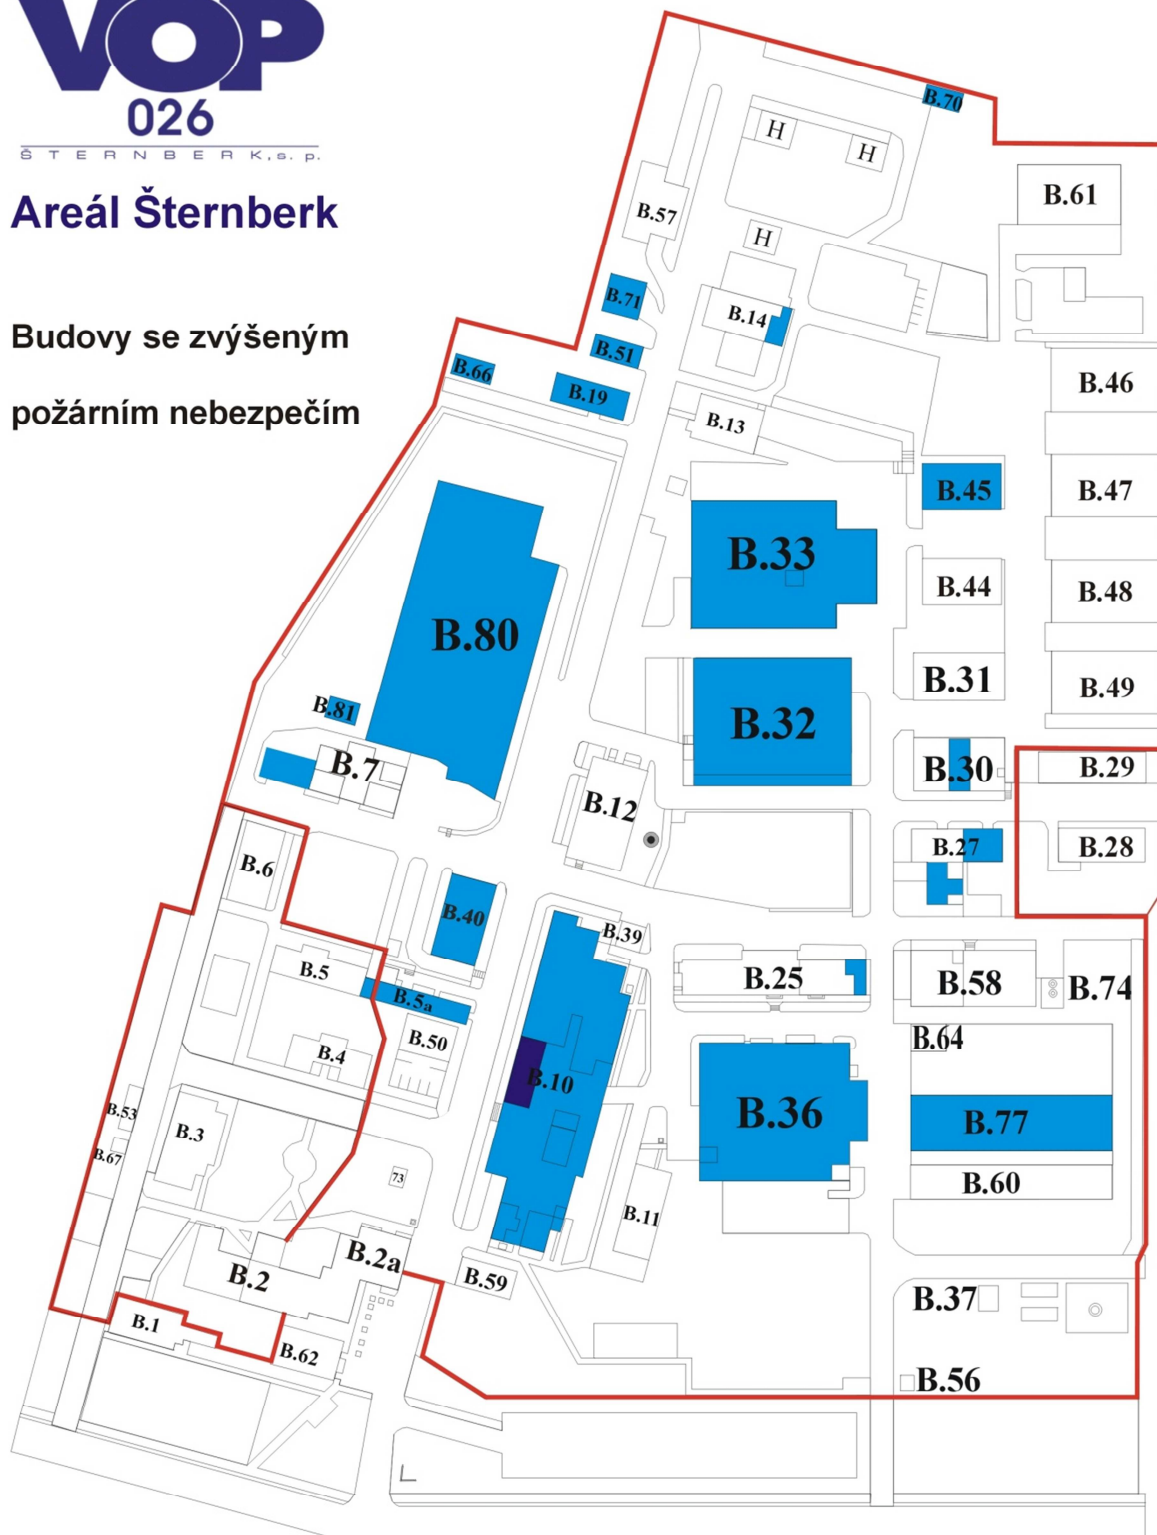 VOP
026
ŠTERNBERK, s. p.
Areál Šternberk
Budovy se zvýšeným
požárním nebezpečím
B.70
H
H
B.61
B.57
H
B.71
B.14
B.51
B.66
B.19
B.46
B.13
B.45
B.47
B.33
B.44
B.48
B.80
B.31
B.49
B.81
B.32
B.7
B.30
B.29
B.12
B.27
B.28
B.6
B.40
B.39
B.5
B.25
B.58
B.74
B.5a
B.50
B.64
B.4
B.10
B.53
B.36
B.77
B.3
B.67
73
B.60
B.11
B.2a
B.2
B.59
B.37
B.1
B.62
B.56